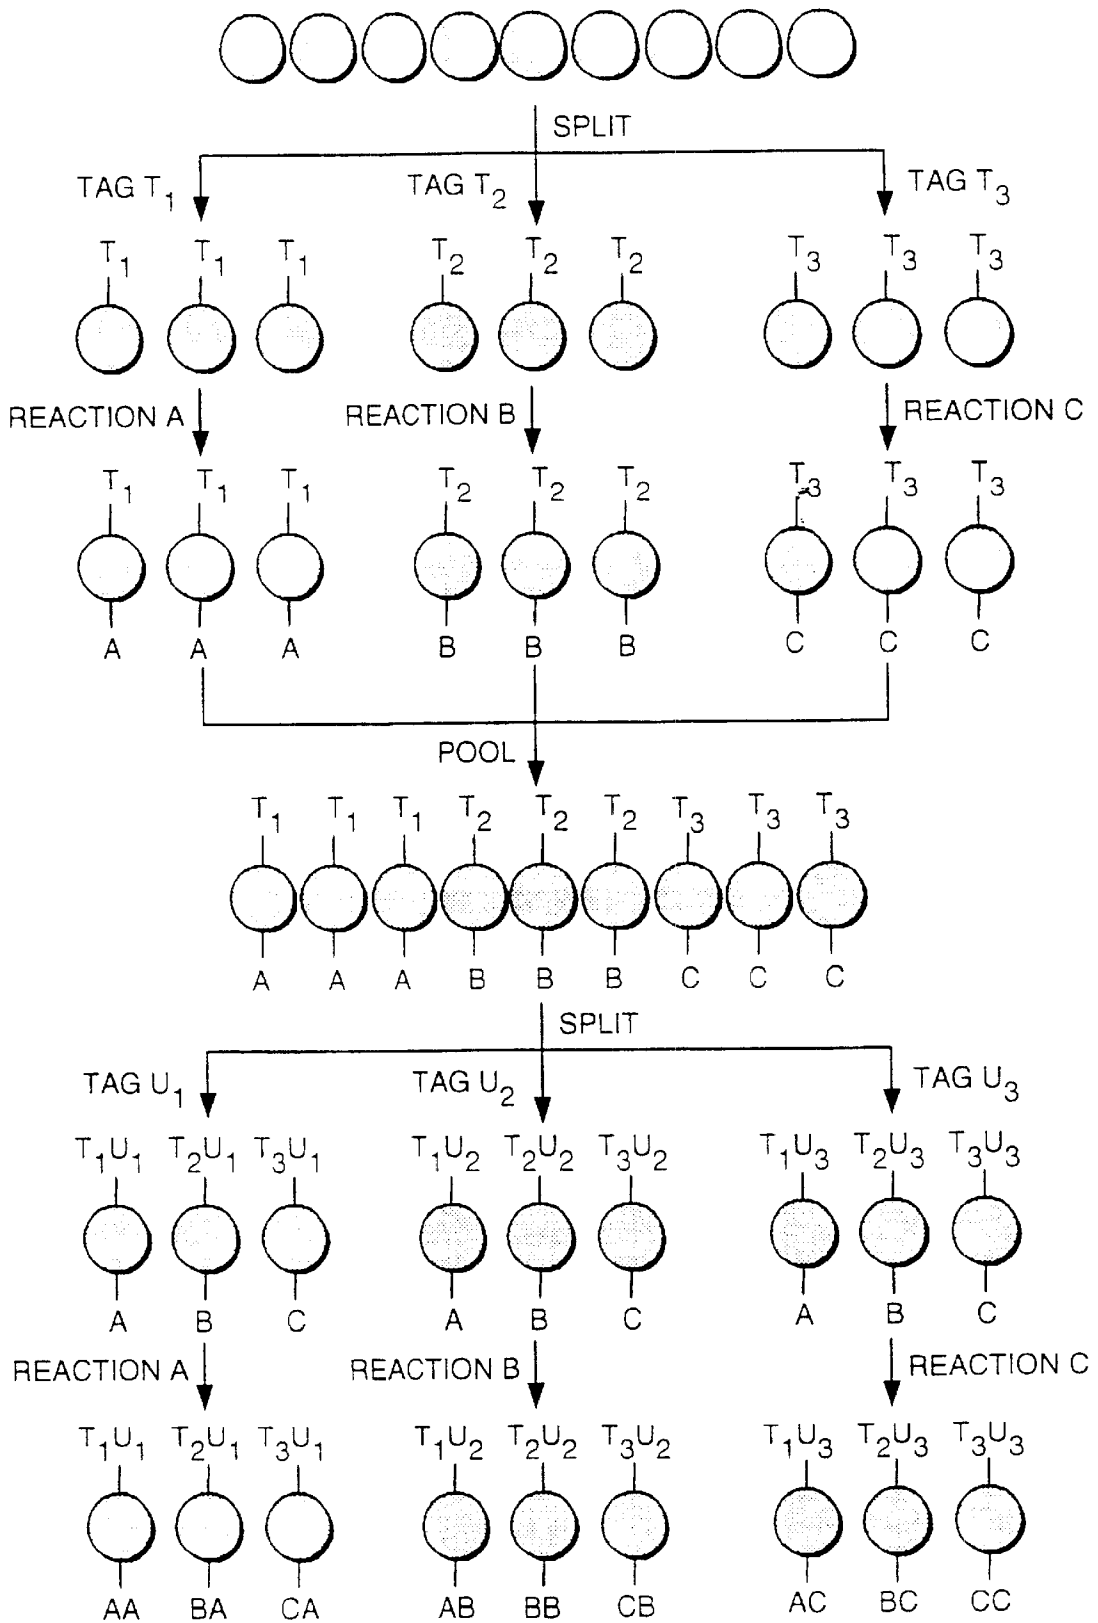 SPLIT
TAG T1 TAG T2 TAG T3
T1 T1 T1 T2 T2 T2 T3 T3 T3
REACTION A REACTION B REACTION C
T1 T1 T1 T2 T2 T2 T3 T3 T3
A A A B B B C C C
POOL
T1 T1 T1 T2 T2 T2 T3 T3 T3
A A A B B B C C C
SPLIT
TAG U1 TAG U2 TAG U3
T1U1 T2U1 T3U1 T1U2 T2U2 T3U2 T1U3 T2U3 T3U3
A B C A B C A B C
REACTION A REACTION B REACTION C
T1U1 T2U1 T3U1 T1U2 T2U2 T3U2 T1U3 T2U3 T3U3
AA BA CA AB BB CB AC BC CC